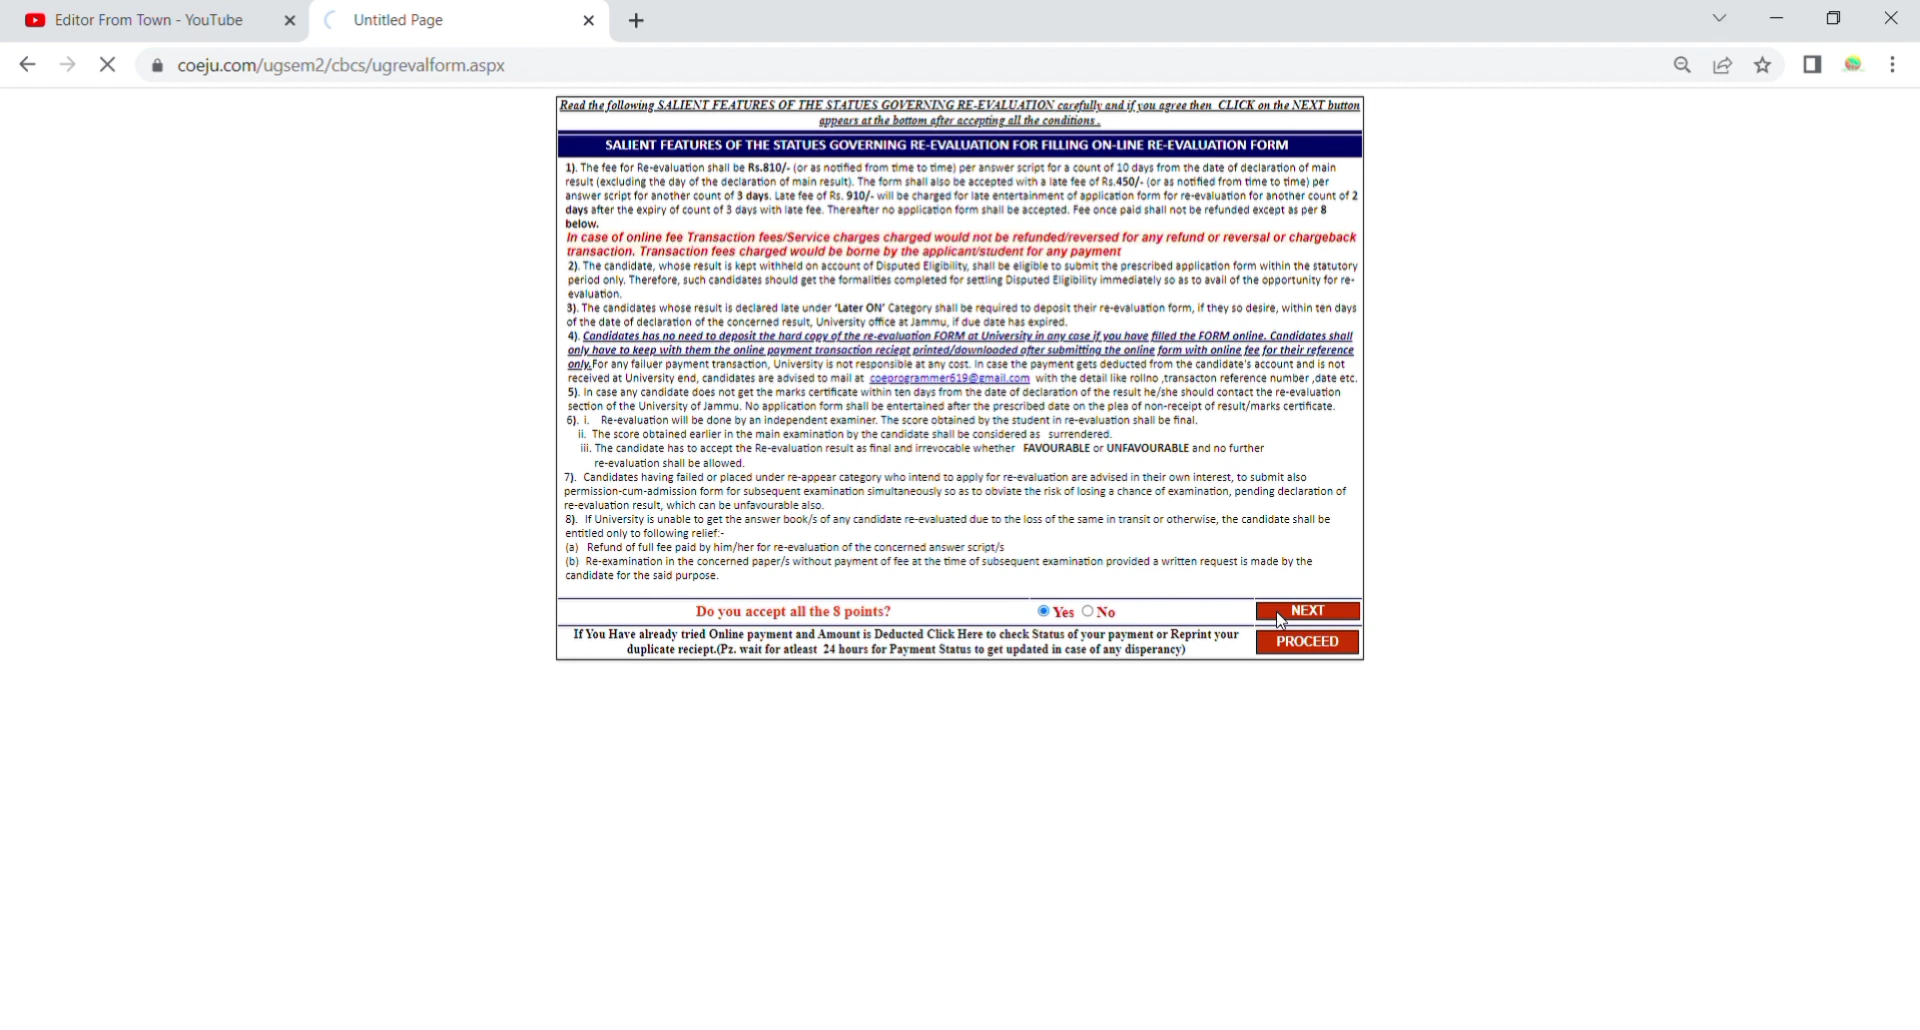 Editor From Town - YouTube
Untitled Page
coeju.com/ugsem2/cbcs/ugrevalform.aspx
Read the following SALIENT FEATURES OF THE STATUES GOVERNING RE-EVALUATION carefully and if you agree then CLICK on the NEXT button
appears at the bottom after accepting all the conditions .
SALIENT FEATURES OF THE STATUES GOVERNING RE-EVALUATION FOR FILLING ON-LINE RE-EVALUATION FORM
1). The fee for Re-evaluation shall be Rs.810/- (or as notified from time to time) per answer script for a count of 10 days from the date of declaration of main
result (excluding the day of the declaration of main result). The form shall also be accepted with a late fee of Rs.450/- (or as notified from time to time) per
answer script for another count of 3 days. Late fee of Rs. 910/- will be charged for late entertainment of application form for re-evaluation for another count of 2
days after the expiry of count of 3 days with late fee. Thereafter no application form shall be accepted. Fee once paid shall not be refunded except as per 8
below.
In case of online fee Transaction fees/Service charges charged would not be refunded/reversed for any refund or reversal or chargeback
transaction. Transaction fees charged would be borne by the applicant/student for any payment
2). The candidate, whose result is kept withheld on account of Disputed Eligibility, shall be eligible to submit the prescribed application form within the statutory
period only. Therefore, such candidates should get the formalities completed for settling Disputed Eligibility immediately so as to avail of the opportunity for re-
evaluation.
3). The candidates whose result is declared late under 'Later ON' Category shall be required to deposit their re-evaluation form, if they so desire, within ten days
of the date of declaration of the concerned result, University office at Jammu, if due date has expired.
4). Candidates has no need to deposit the hard copy of the re-evaluation FORM at University in any case if you have filled the FORM online. Candidates shall
only have to keep with them the online payment transaction reciept printed/downloaded after submitting the online form with online fee for their reference
only.For any failuer payment transaction, University is not responsible at any cost. In case the payment gets deducted from the candidate's account and is not
received at University end, candidates are advised to mail at coeprogrammer619@gmail.com with the detail like rollno ,transacton reference number ,date etc.
5). In case any candidate does not get the marks certificate within ten days from the date of declaration of the result he/she should contact the re-evaluation
section of the University of Jammu. No application form shall be entertained after the prescribed date on the plea of non-receipt of result/marks certificate.
6). i. Re-evaluation will be done by an independent examiner. The score obtained by the student in re-evaluation shall be final.
ii. The score obtained earlier in the main examination by the candidate shall be considered as surrendered.
iii. The candidate has to accept the Re-evaluation result as final and irrevocable whether FAVOURABLE or UNFAVOURABLE and no further
re-evaluation shall be allowed.
7). Candidates having failed or placed under re-appear category who intend to apply for re-evaluation are advised in their own interest, to submit also
permission-cum-admission form for subsequent examination simultaneously so as to obviate the risk of losing a chance of examination, pending declaration of
re-evaluation result, which can be unfavourable also.
8). If University is unable to get the answer book/s of any candidate re-evaluated due to the loss of the same in transit or otherwise, the candidate shall be
entitled only to following relief:-
(a) Refund of full fee paid by him/her for re-evaluation of the concerned answer script/s
(b) Re-examination in the concerned paper/s without payment of fee at the time of subsequent examination provided a written request is made by the
candidate for the said purpose.
Do you accept all the 8 points? Yes No NEXT
If You Have already tried Online payment and Amount is Deducted Click Here to check Status of your payment or Reprint your
duplicate reciept.(Pz. wait for atleast 24 hours for Payment Status to get updated in case of any disperancy)
PROCEED